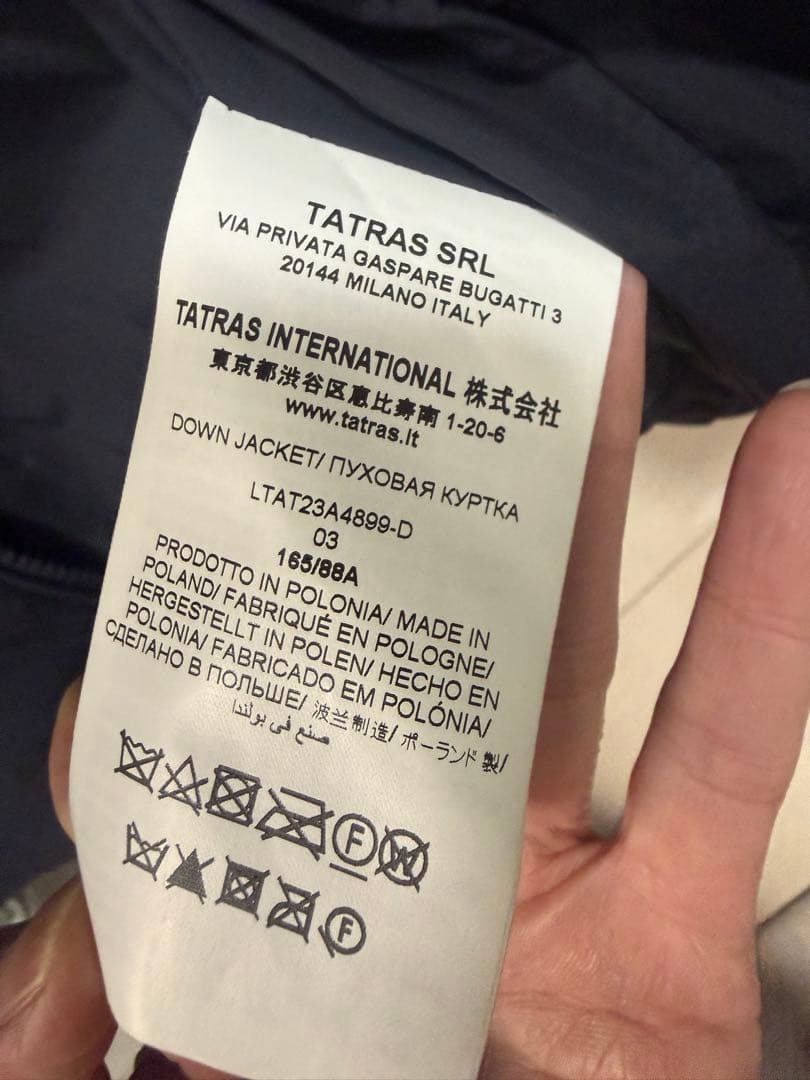 TATRAS SRL
VIA PRIVATA GASPARE BUGATTI 3
20144 MILANO ITALY
TATRAS INTERNATIONAL 株式会社
東京都渋谷区恵比寿南 1-20-6
www.tatras.it
DOWN JACKET/ ПУХОВАЯ КУРТКА
LTAT23A4899-D
03
165/88A
PRODOTTO IN POLONIA/ MADE IN
POLAND/ FABRIQUÉ EN POLOGNE/
HERGESTELLT IN POLEN/ HECHO EN
POLONIA/ FABRICADO EM POLÓNIA/
СДЕЛАНО В ПОЛЬШЕ/ 波兰制造/ ポーランド製/
صنع في بولندا
F W
F